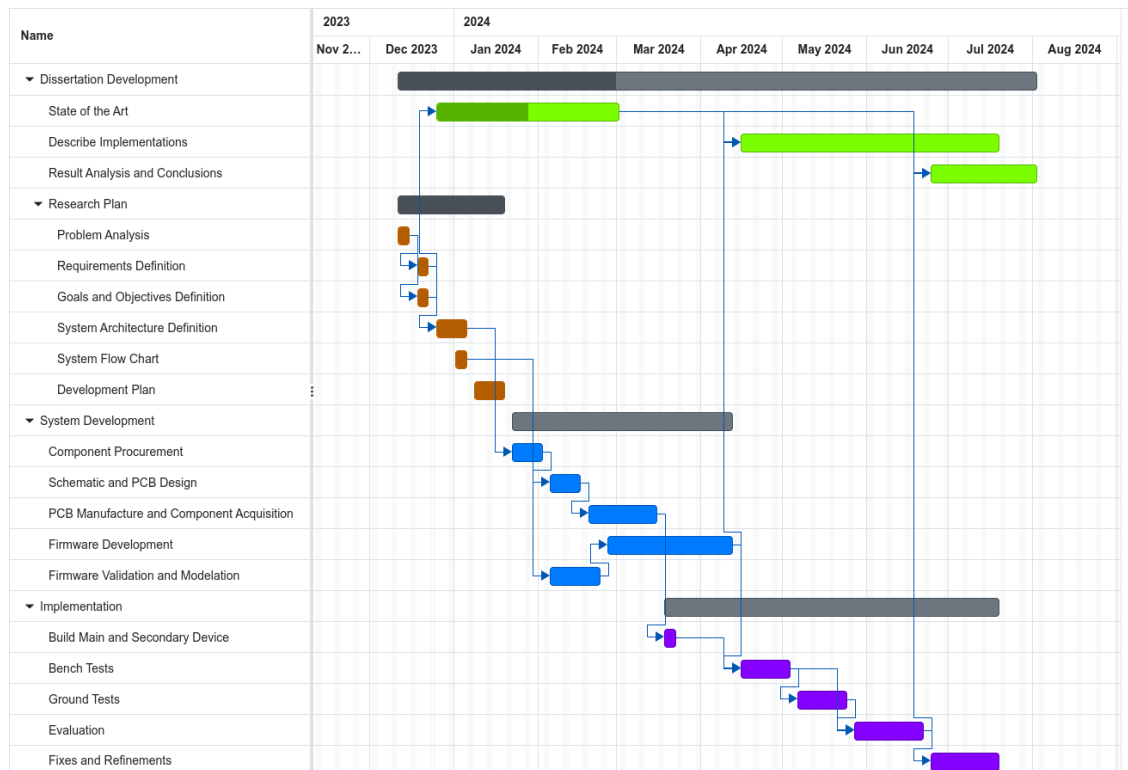 Name
2023
2024
Nov 2...
Dec 2023
Jan 2024
Feb 2024
Mar 2024
Apr 2024
May 2024
Jun 2024
Jul 2024
Aug 2024
Dissertation Development
State of the Art
Describe Implementations
Result Analysis and Conclusions
Research Plan
Problem Analysis
Requirements Definition
Goals and Objectives Definition
System Architecture Definition
System Flow Chart
Development Plan
System Development
Component Procurement
Schematic and PCB Design
PCB Manufacture and Component Acquisition
Firmware Development
Firmware Validation and Modelation
Implementation
Build Main and Secondary Device
Bench Tests
Ground Tests
Evaluation
Fixes and Refinements